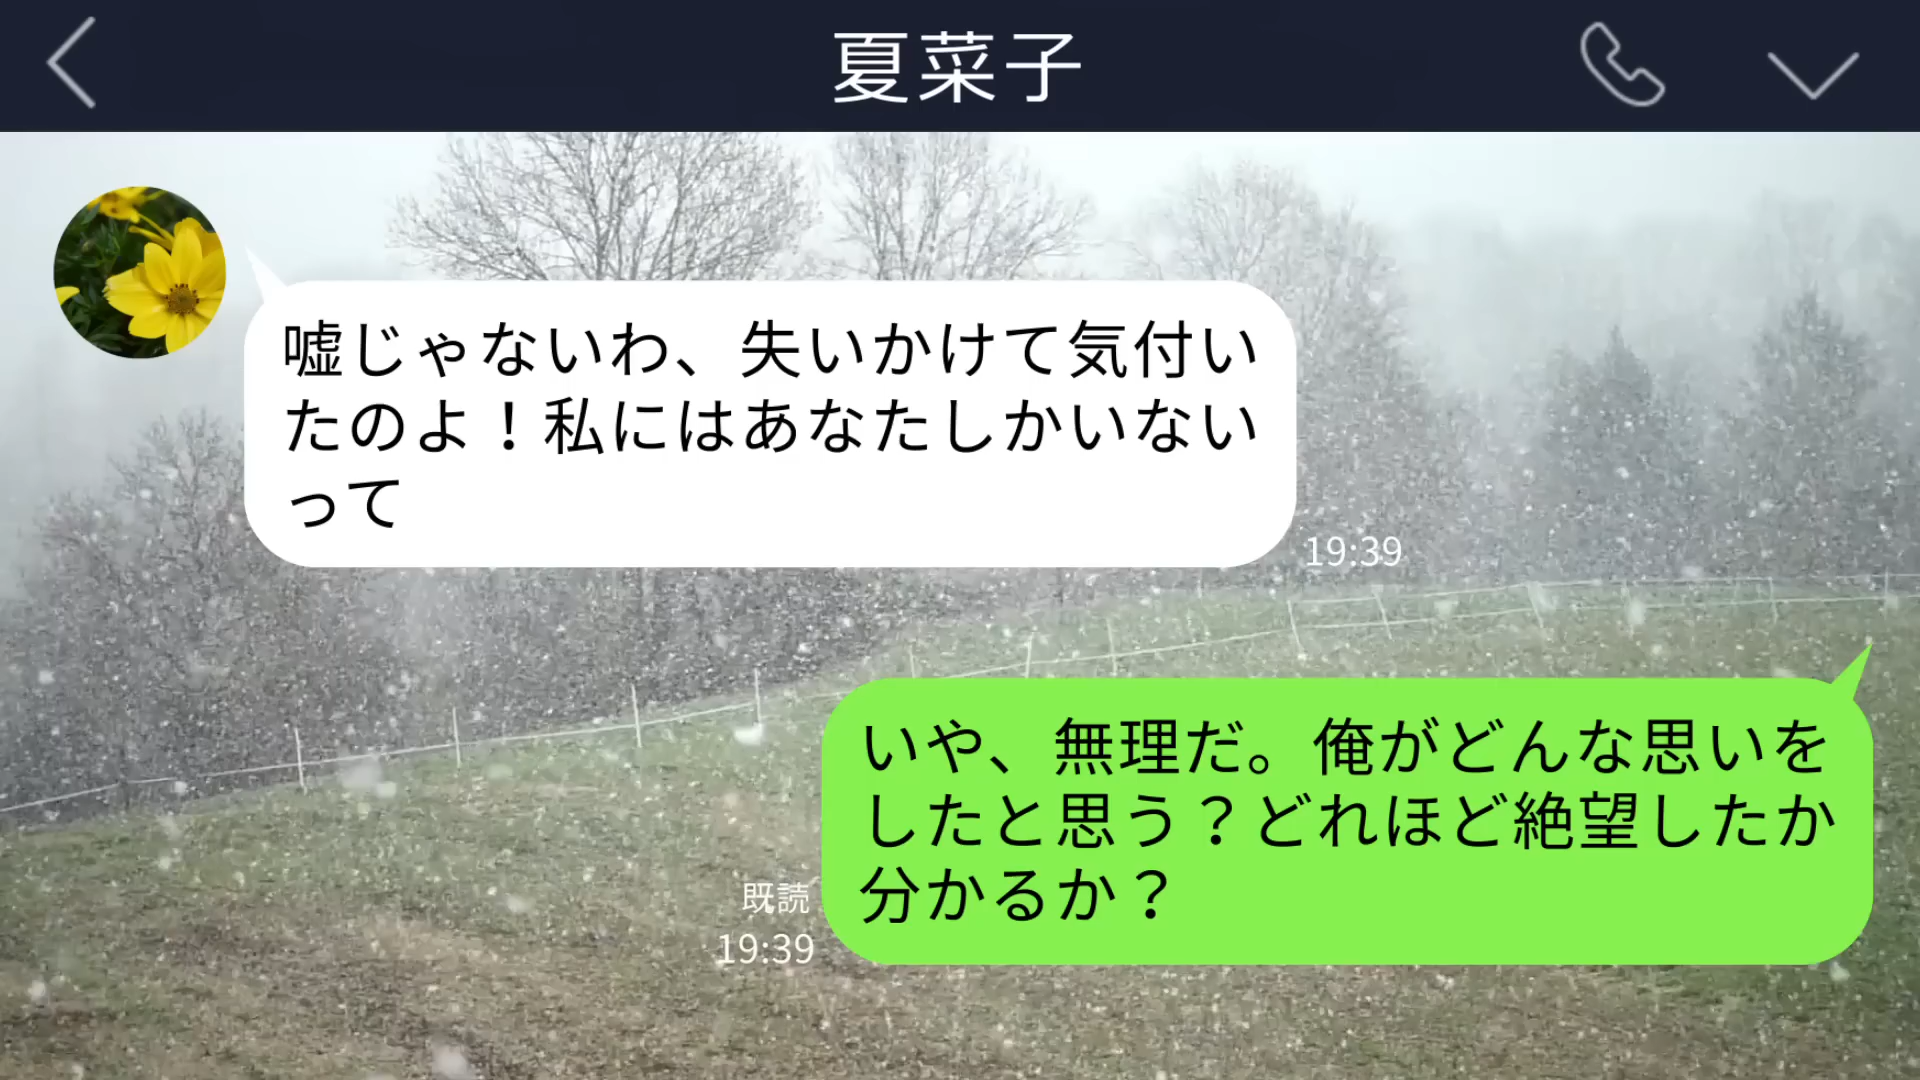 夏菜子
嘘じゃないわ、失いかけて気付い
たのよ！私にはあなたしかいない
って
19:39
いや、無理だ。俺がどんな思いを
したと思う？どれほど絶望したか
分かるか？
既読
19:39